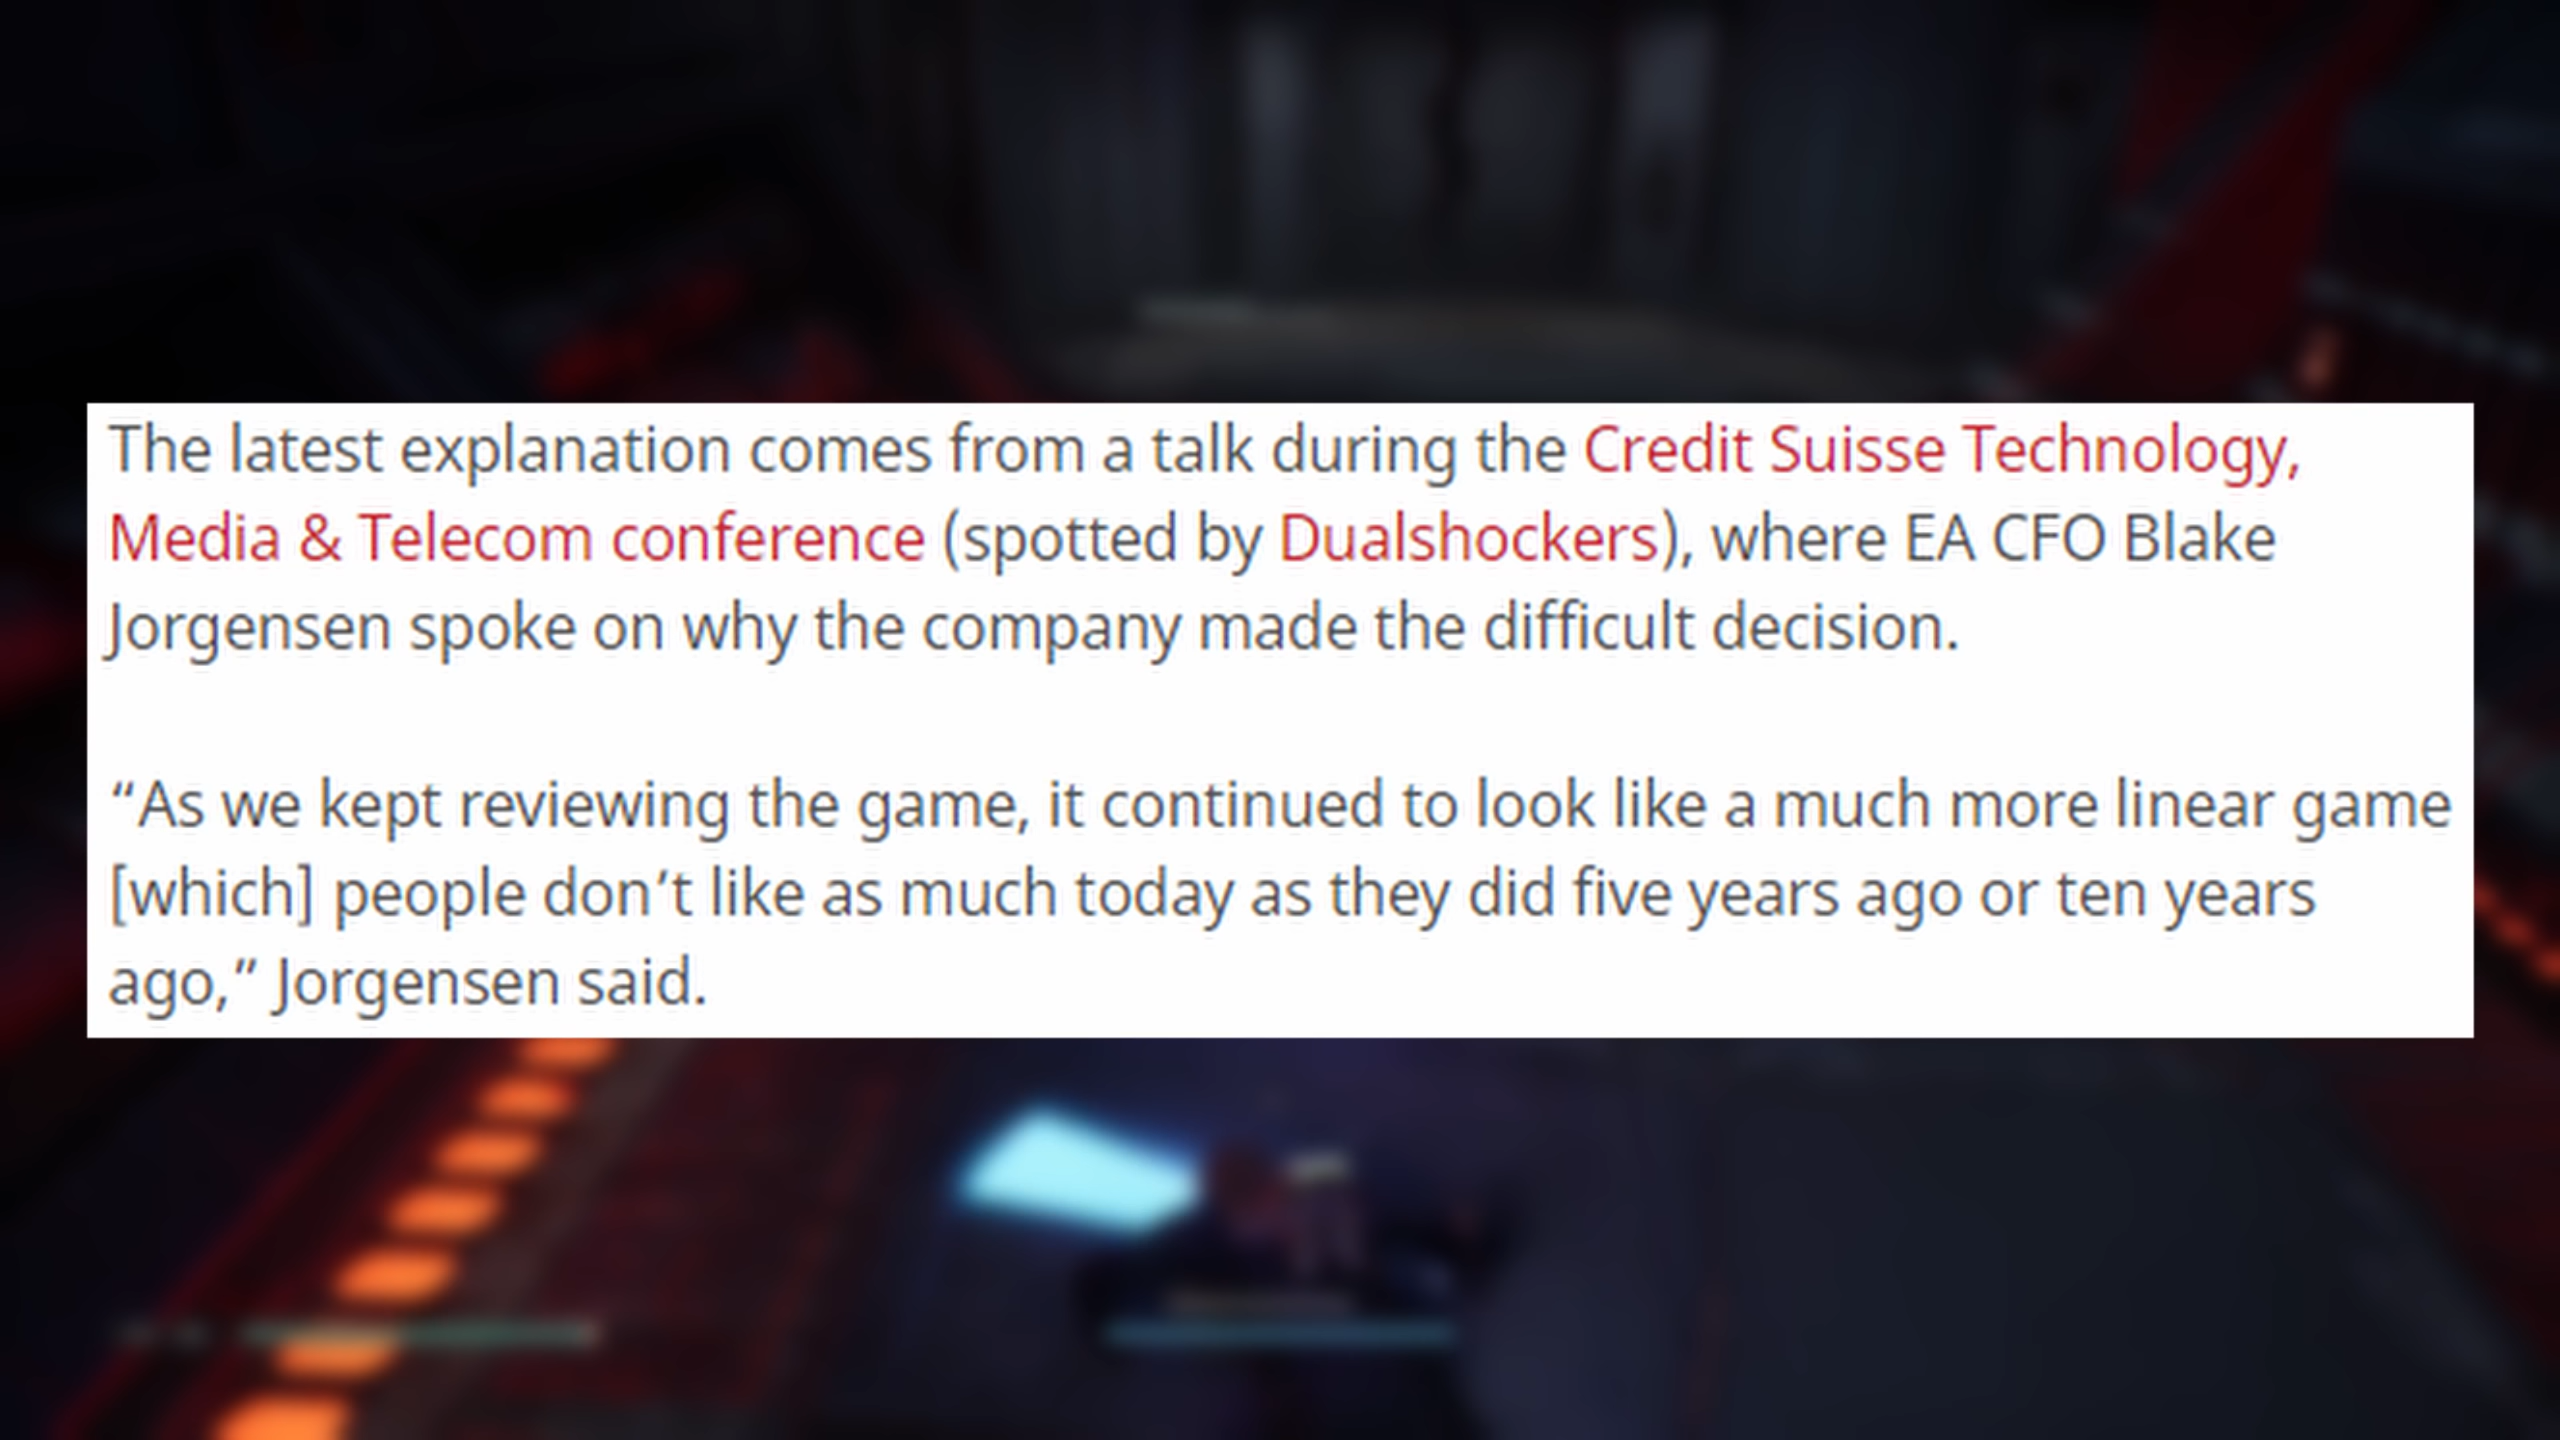 The latest explanation comes from a talk during the Credit Suisse Technology,
Media & Telecom conference (spotted by Dualshockers), where EA CFO Blake
Jorgensen spoke on why the company made the difficult decision.
“As we kept reviewing the game, it continued to look like a much more linear game
[which] people don’t like as much today as they did five years ago or ten years
ago,” Jorgensen said.